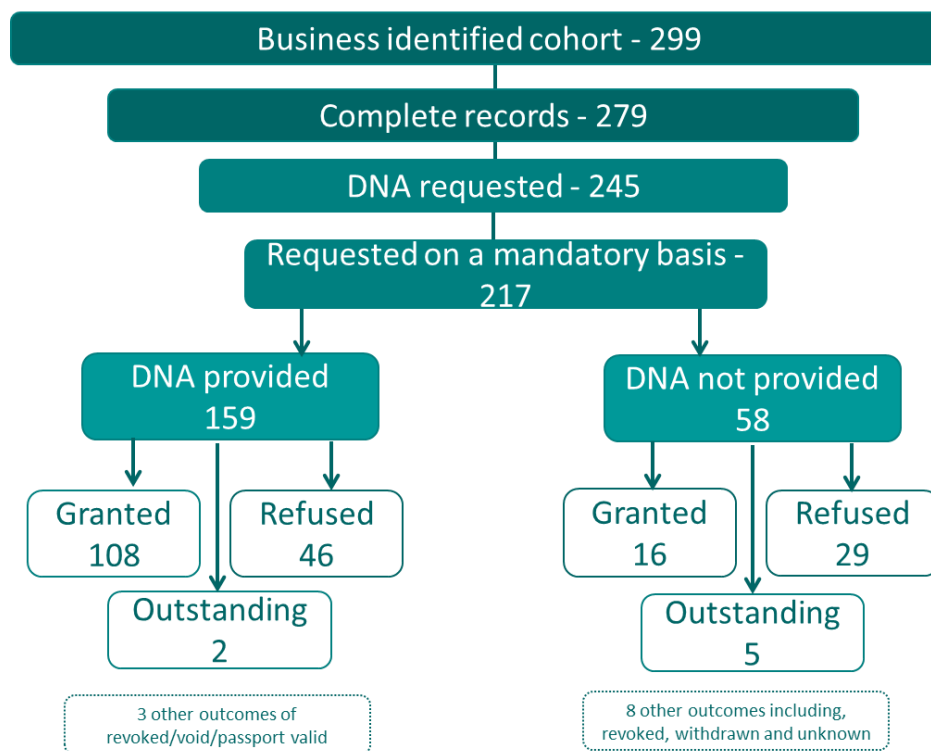 Business identified cohort - 299
Complete records - 279
DNA requested - 245
Requested on a mandatory basis -
217
DNA provided
159
DNA not provided
58
Granted
108
Refused
46
Granted
16
Refused
29
Outstanding
2
Outstanding
5
3 other outcomes of
revoked/void/passport valid
8 other outcomes including,
revoked, withdrawn and unknown